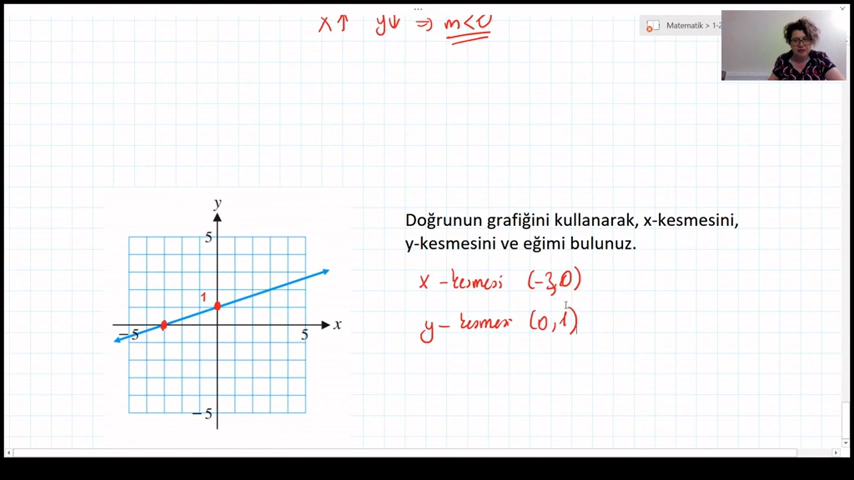 x↑ y↓ ⇒ m<0
Matematik > 1-2
y
5
1
x
−5
5
−5
Doğrunun grafiğini kullanarak, x-kesmesini,
y-kesmesini ve eğimi bulunuz.
x - kesmesi (-3,0)
y - kesmesi (0,1)